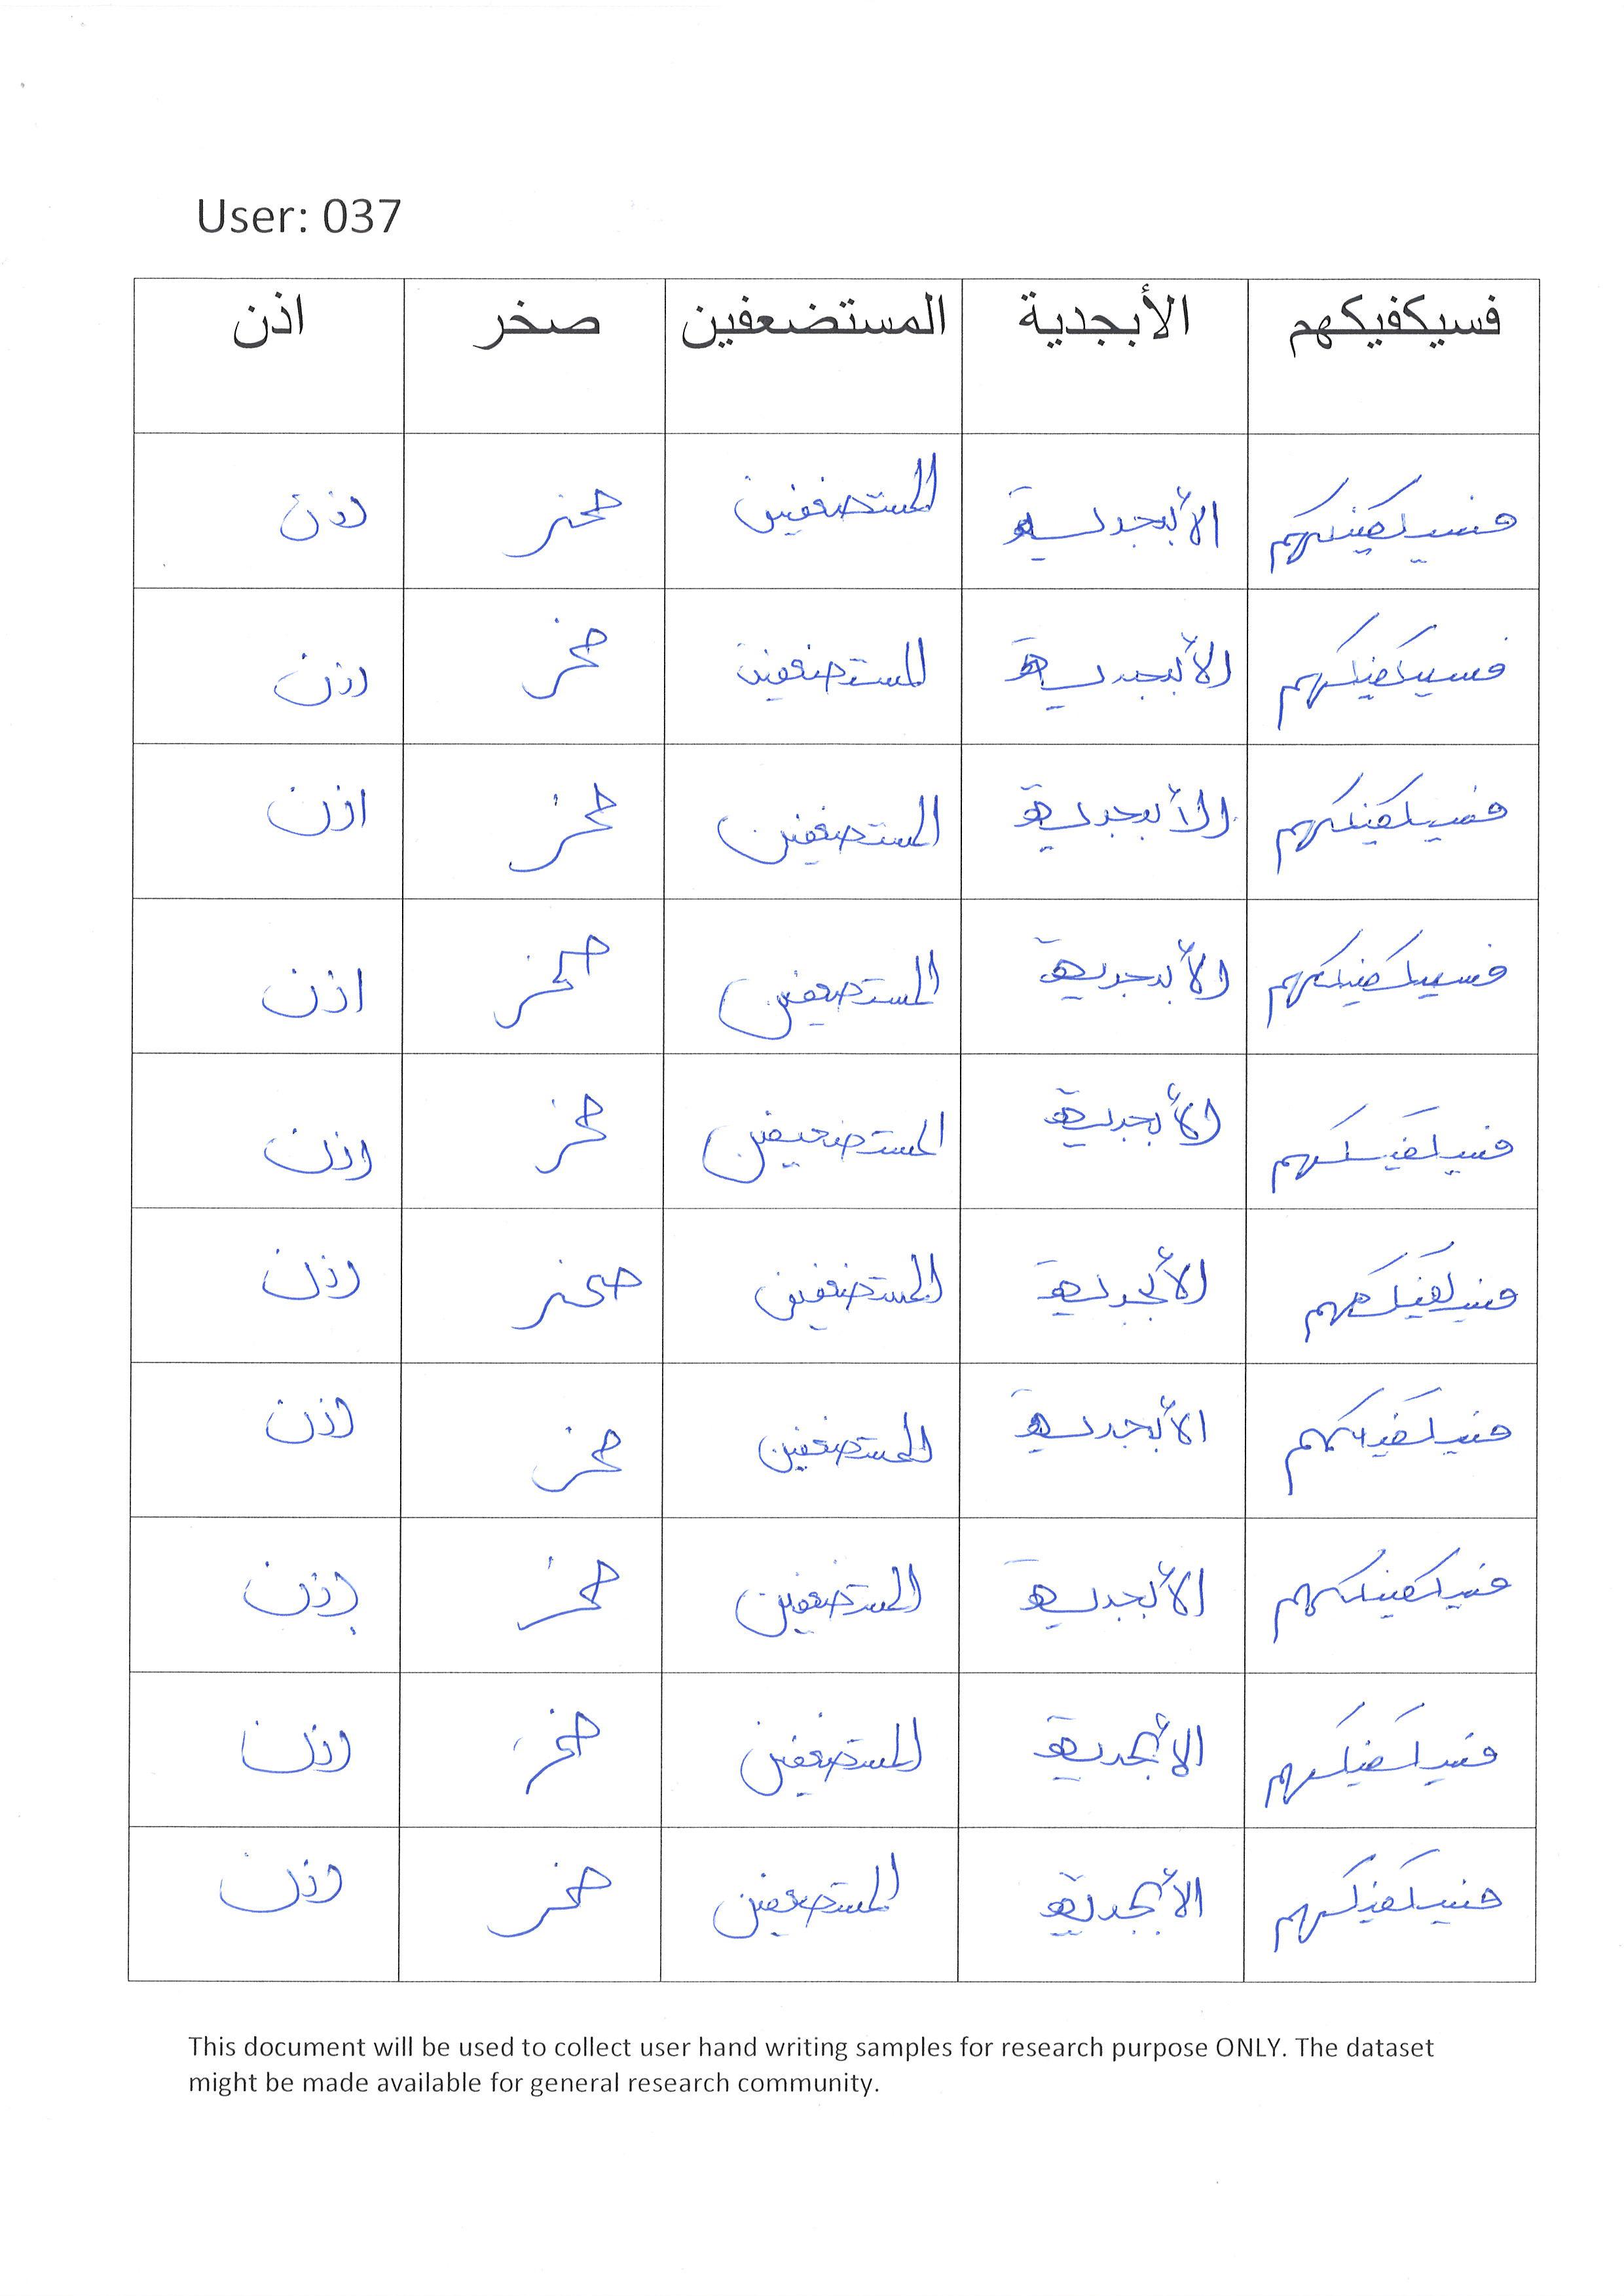 User: 037
فسيكفيكهم الأبجدية المستضعفين صخر اذن
فسيكفيكهم الأبجدية المستضعفين صخر اذن
فسيكفيكهم الأبجدية المستضعفين صخر اذن
فسيكفيكهم الأبجدية المستضعفين صخر اذن
فسيكفيكهم الأبجدية المستضعفين صخر اذن
فسيكفيكهم الأبجدية المستضعفين صخر اذن
فسيكفيكهم الأبجدية المستضعفين صخر اذن
فسيكفيكهم الأبجدية المستضعفين صخر اذن
فسيكفيكهم الأبجدية المستضعفين صخر اذن
فسيكفيكهم الأبجدية المستضعفين صخر اذن
فسيكفيكهم الأبجدية المستضعفين صخر اذن
This document will be used to collect user hand writing samples for research purpose ONLY. The dataset
might be made available for general research community.